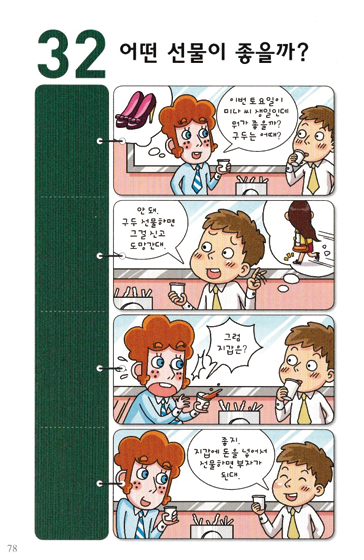 32 어떤 선물이 좋을까?
이번 토요일이
미나 씨 생일인데
뭐가 좋을까?
구두는 어때?
안 돼.
구두 선물하면
그걸 신고
도망간대.
그럼
지갑은?
좋지.
지갑에 돈을 넣어서
선물하면 부자가
된대.
78